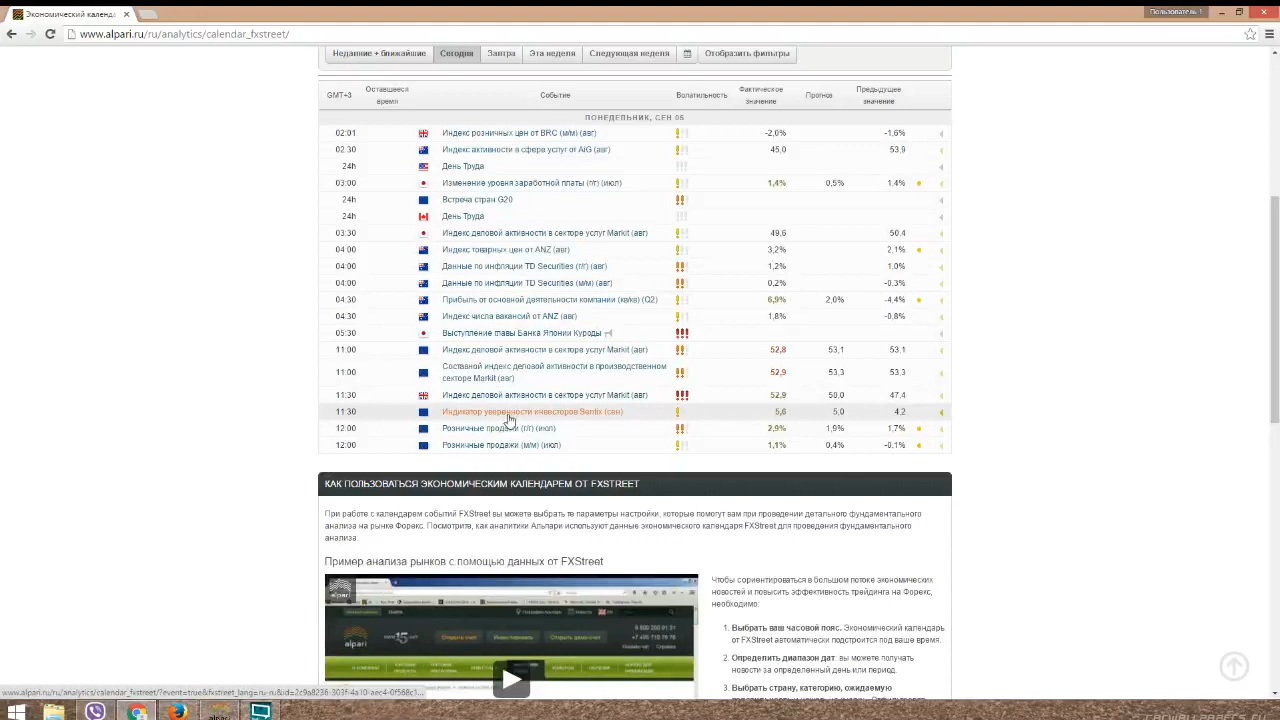 Экономический календ
Пользователь 1
www.alpari.ru/ru/analytics/calendar_fxstreet/
Недавние + ближайшие Сегодня Завтра Эта неделя Следующая неделя Отобразить фильтры
GMT+3 Оставшееся время Событие Волатильность Фактическое значение Прогноз Предыдущее значение
ПОНЕДЕЛЬНИК, СЕН 05
02:01 Индекс розничных цен от BRC (м/м) (авг) -2,0% -1,6%
02:30 Индекс активности в сфере услуг от AiG (авг) 45,0 53,9
24h День Труда
03:00 Изменение уровня заработной платы (г/г) (июл) 1,4% 0,5% 1,4%
24h Встреча стран G20
24h День Труда
03:30 Индекс деловой активности в секторе услуг Markit (авг) 49,6 50,4
04:00 Индекс товарных цен от ANZ (авг) 3,2% 2,1%
04:00 Данные по инфляции TD Securities (г/г) (авг) 1,2% 1,0%
04:00 Данные по инфляции TD Securities (м/м) (авг) 0,2% -0,3%
04:30 Прибыль от основной деятельности компании (кв/кв) (Q2) 6,9% 2,0% -4,4%
04:30 Индекс числа вакансий от ANZ (авг) 1,8% -0,8%
05:30 Выступление главы Банка Японии Куроды
11:00 Индекс деловой активности в секторе услуг Markit (авг) 52,8 53,1 53,1
11:00 Составной индекс деловой активности в производственном секторе Markit (авг) 52,9 53,3 53,3
11:30 Индекс деловой активности в секторе услуг Markit (авг) 52,9 50,0 47,4
11:30 Индикатор уверенности инвесторов Sentix (сен) 5,6 5,0 4,2
12:00 Розничные продажи (г/г) (июл) 2,9% 1,9% 1,7%
12:00 Розничные продажи (м/м) (июл) 1,1% 0,4% -0,1%
КАК ПОЛЬЗОВАТЬСЯ ЭКОНОМИЧЕСКИМ КАЛЕНДАРЕМ ОТ FXSTREET
При работе с календарем событий FXStreet вы можете выбрать те параметры настройки, которые помогут вам при проведении детального фундаментального
анализа на рынке Форекс. Посмотрите, как аналитики Альпари используют данные экономического календаря FXStreet для проведения фундаментального
анализа.
Пример анализа рынков с помощью данных от FXStreet
alpari
Чтобы сориентироваться в большом потоке экономических
новостей и повысить эффективность трейдинга на Форекс,
необходимо:
1. Выбрать ваш часовой пояс. Экономический календарь
от FXStreet автоматически подстроится под ваше время.
2. Определить диапазон дат: вы можете получать
новости за определенный день или период.
3. Выбрать страну, категорию, ожидаемую